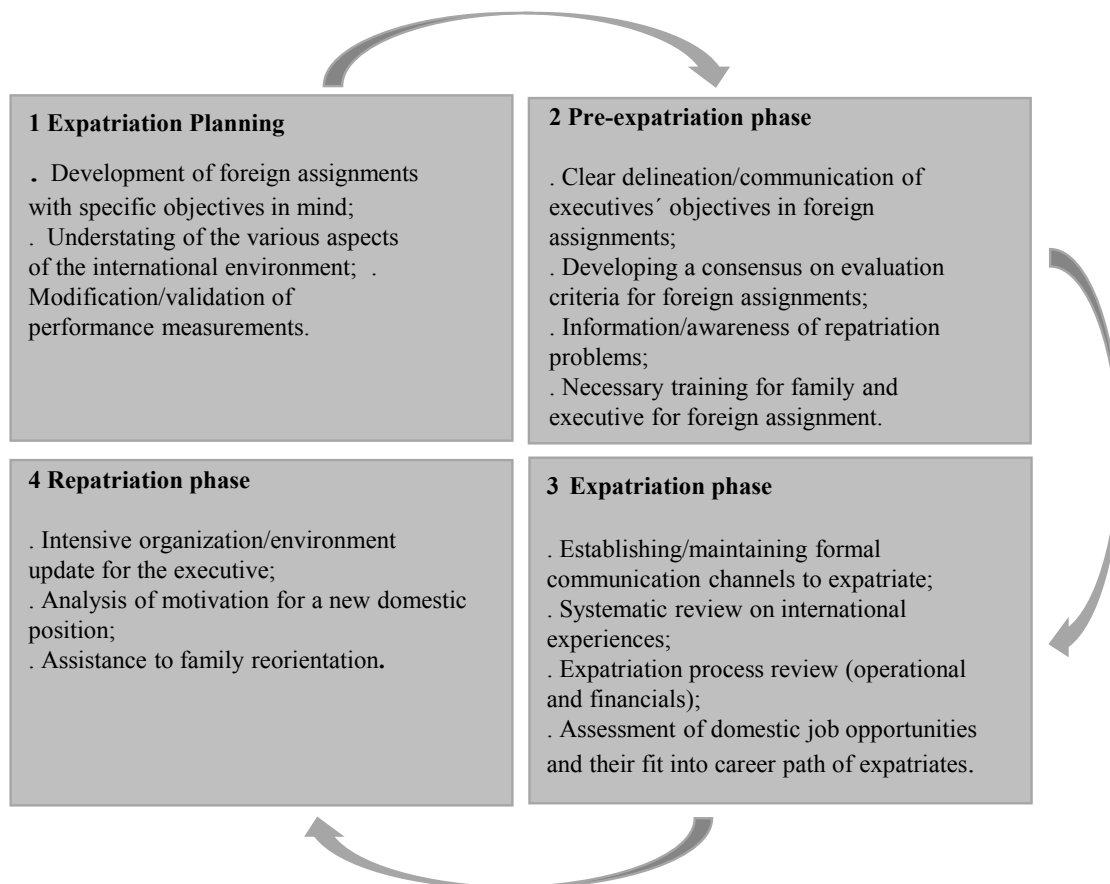 1 Expatriation Planning
. Development of foreign assignments
with specific objectives in mind;
. Understating of the various aspects
of the international environment; .
Modification/validation of
performance measurements.
2 Pre-expatriation phase
. Clear delineation/communication of
executives´ objectives in foreign
assignments;
. Developing a consensus on evaluation
criteria for foreign assignments;
. Information/awareness of repatriation
problems;
. Necessary training for family and
executive for foreign assignment.
3 Expatriation phase
. Establishing/maintaining formal
communication channels to expatriate;
. Systematic review on international
experiences;
. Expatriation process review (operational
and financials);
. Assessment of domestic job opportunities
and their fit into career path of expatriates.
4 Repatriation phase
. Intensive organization/environment
update for the executive;
. Analysis of motivation for a new domestic
position;
. Assistance to family reorientation.